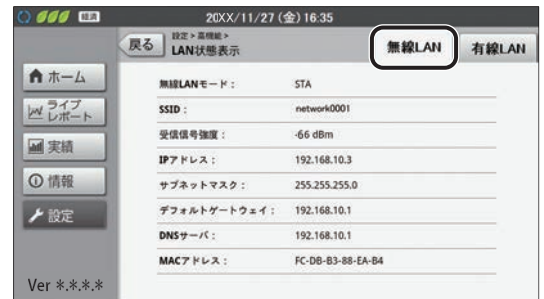 経済
20XX/11/27 (金) 16:35
戻る
設定 > 高機能 >
LAN状態表示
無線LAN
有線LAN
ホーム
ライブ
レポート
実績
情報
設定
Ver *.*.*.*
無線LANモード: STA
SSID: network0001
受信信号強度: -66 dBm
IPアドレス: 192.168.10.3
サブネットマスク: 255.255.255.0
デフォルトゲートウェイ: 192.168.10.1
DNSサーバ: 192.168.10.1
MACアドレス: FC-DB-B3-88-EA-B4